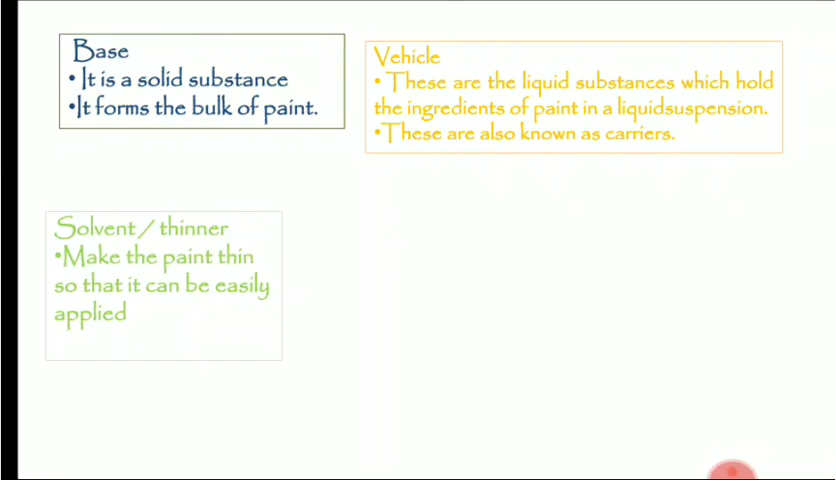 Base
• It is a solid substance
•It forms the bulk of paint.
Vehicle
• These are the liquid substances which hold
the ingredients of paint in a liquidsuspension.
•These are also known as carriers.
Solvent / thinner
•Make the paint thin
so that it can be easily
applied